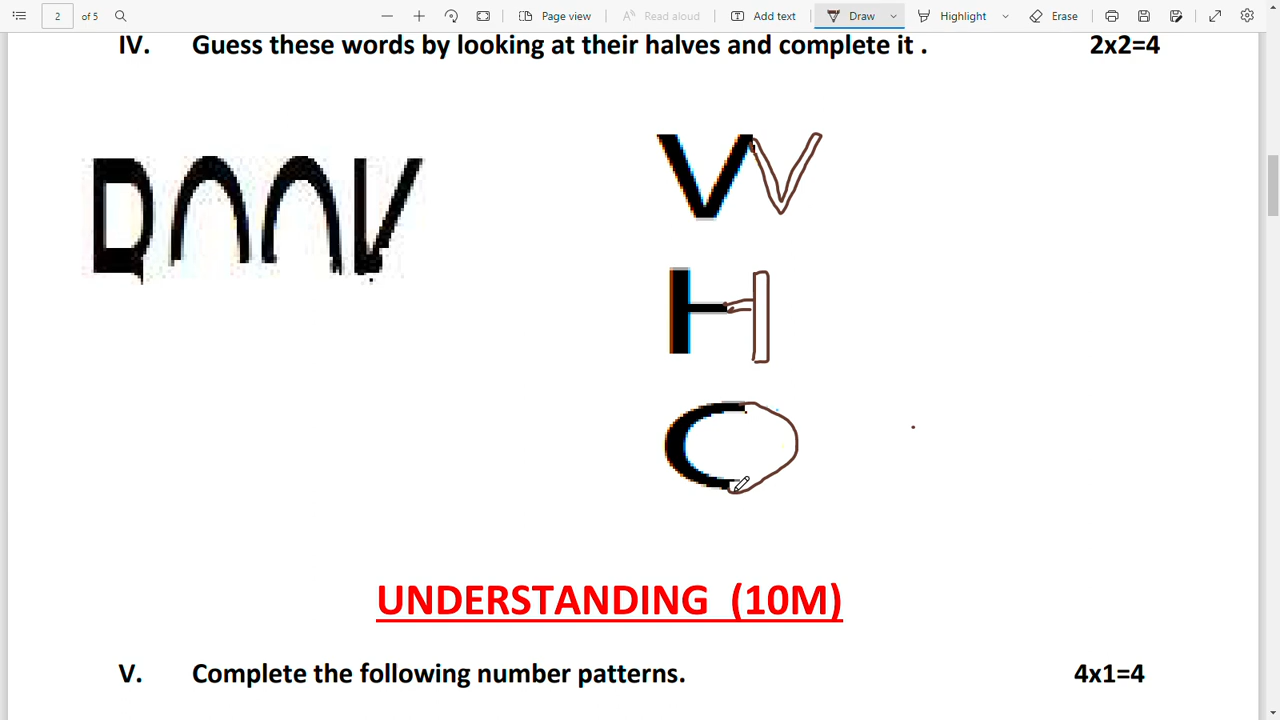 2 of 5 Page view Read aloud Add text Draw Highlight Erase
IV. Guess these words by looking at their halves and complete it . 2x2=4
W
H
O
UNDERSTANDING (10M)
V. Complete the following number patterns. 4x1=4